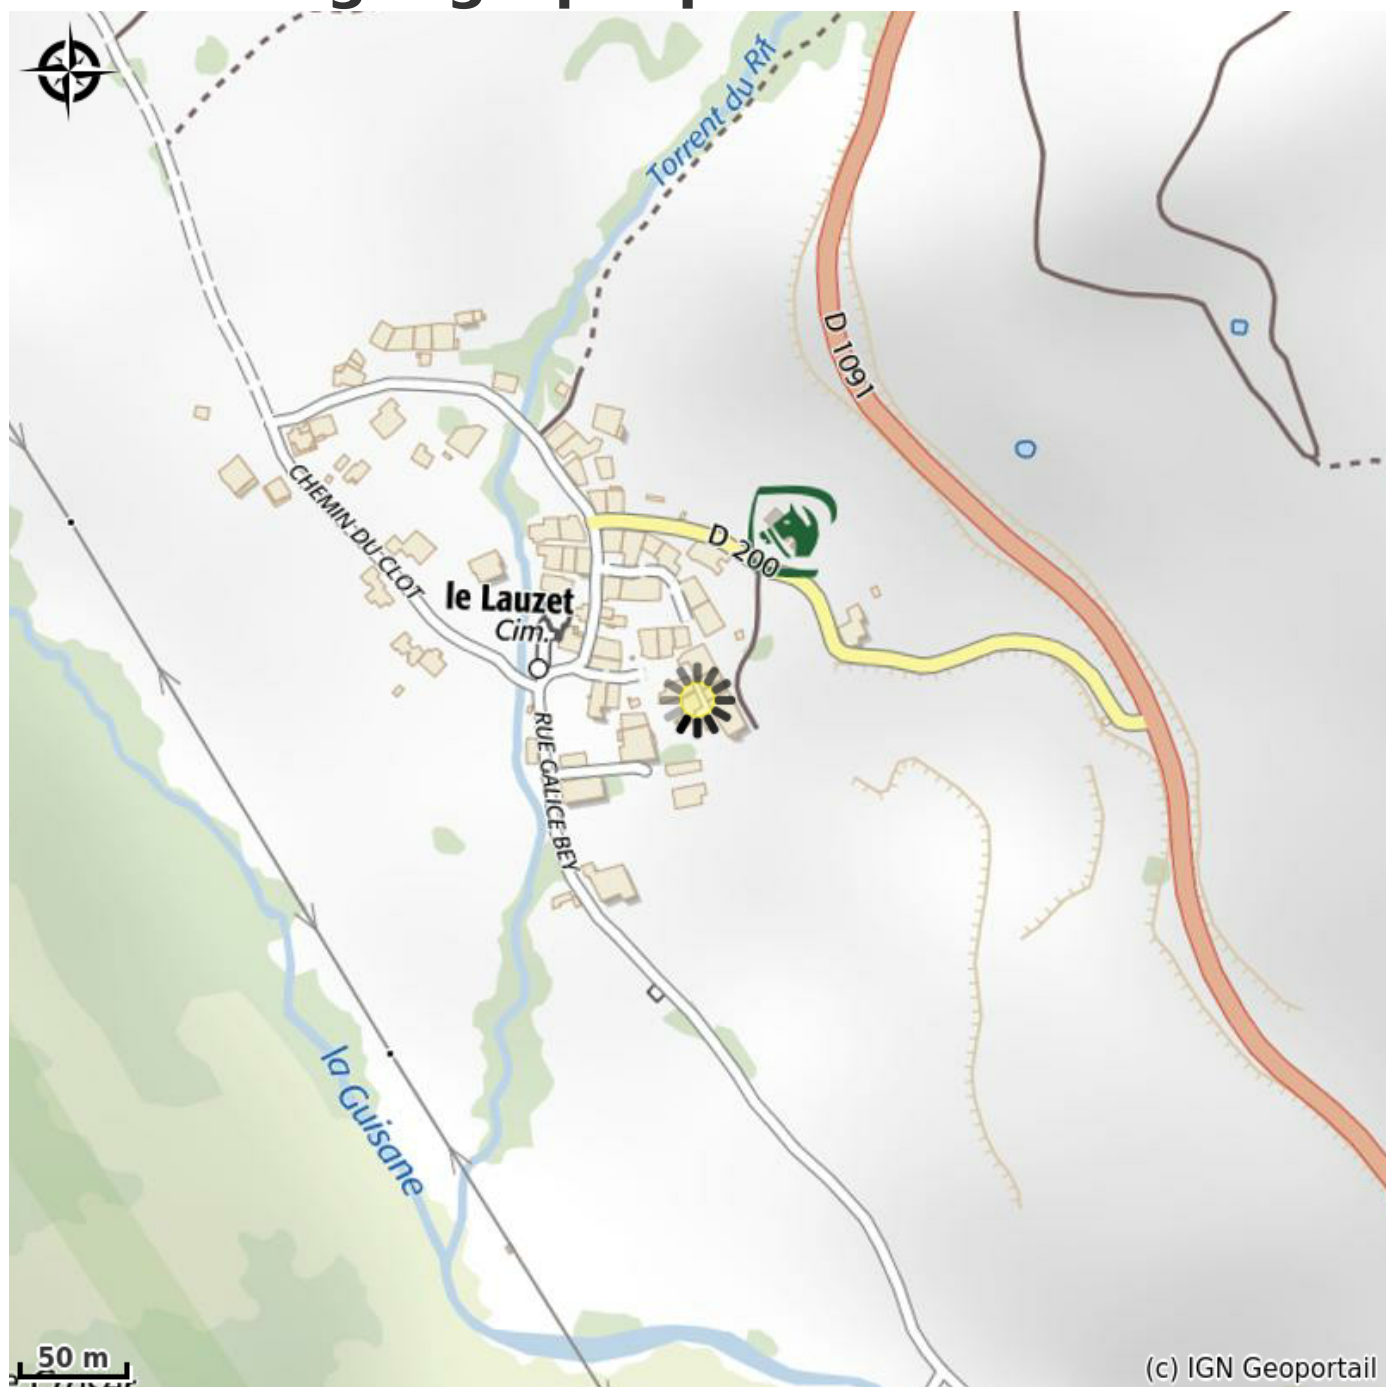 Torrent du Rif
D 1091
CHEMIN DU CLOT
D 200
le Lauzet
Cim.
RUE GALICE BEY
la Guisane
50 m
(c) IGN Geoportail